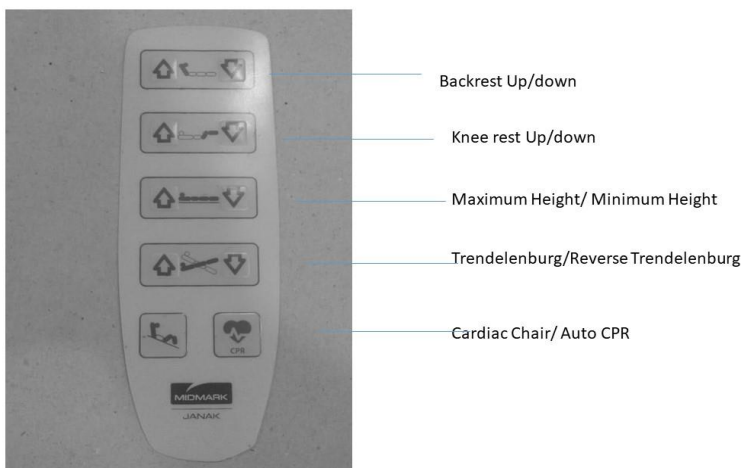 Backrest Up/down
Knee rest Up/down
Maximum Height/ Minimum Height
Trendelenburg/Reverse Trendelenburg
Cardiac Chair/ Auto CPR
CPR
MIDMARK
JANAK